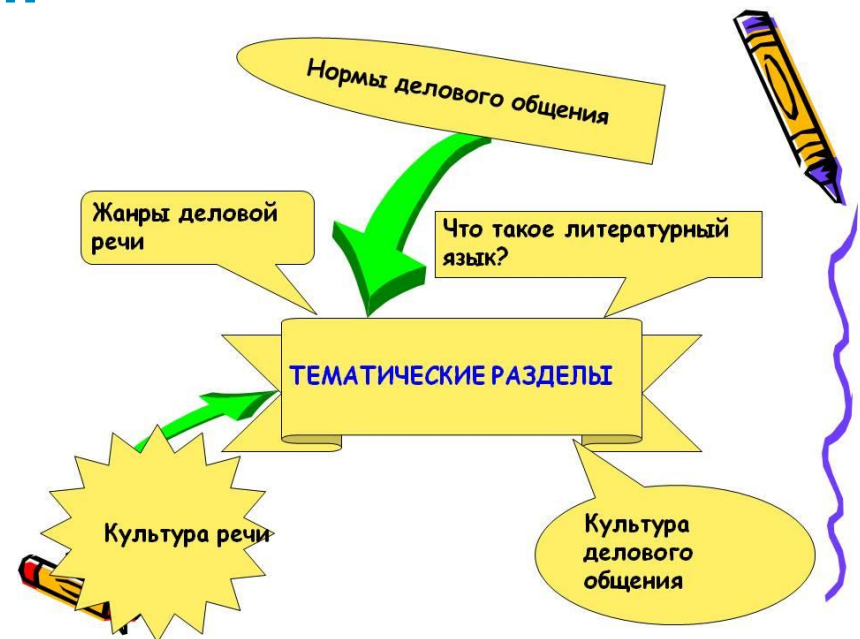 Нормы делового общения
Жанры деловой
речи
Что такое литературный
язык?
ТЕМАТИЧЕСКИЕ РАЗДЕЛЫ
Культура речи
Культура
делового
общения